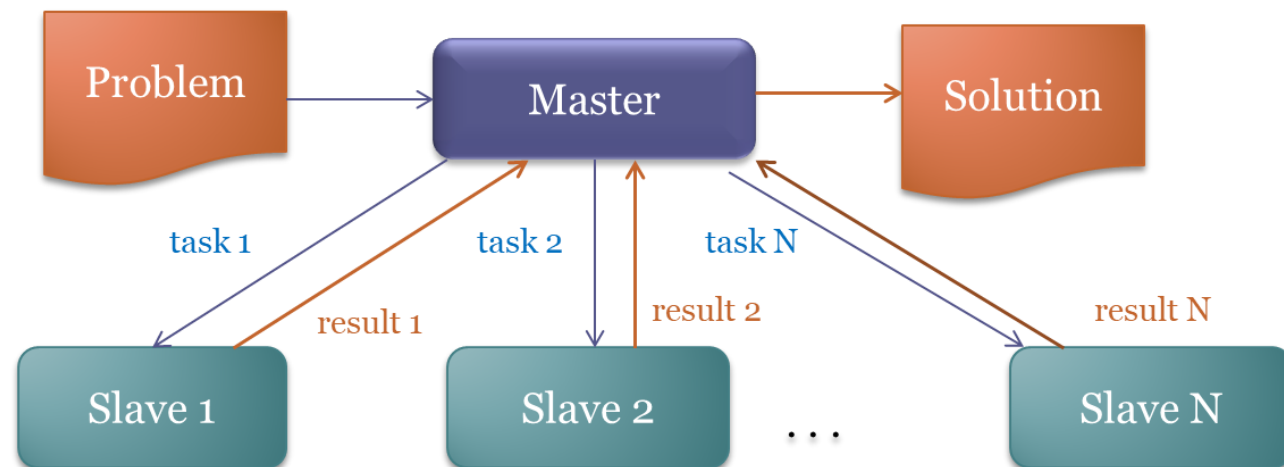 Problem
Master
Solution
task 1
task 2
task N
result 1
result 2
result N
Slave 1
Slave 2
. . .
Slave N